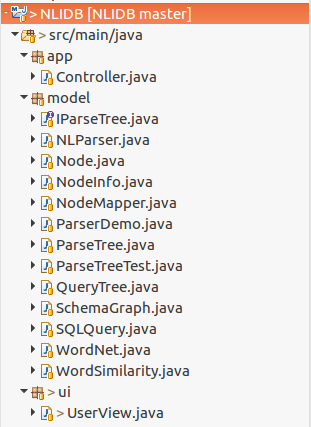 > NLIDB [NLIDB master]
> src/main/java
app
Controller.java
model
IParseTree.java
NLParser.java
Node.java
NodeInfo.java
NodeMapper.java
ParserDemo.java
ParseTree.java
ParseTreeTest.java
QueryTree.java
SchemaGraph.java
SQLQuery.java
WordNet.java
WordSimilarity.java
> ui
> UserView.java